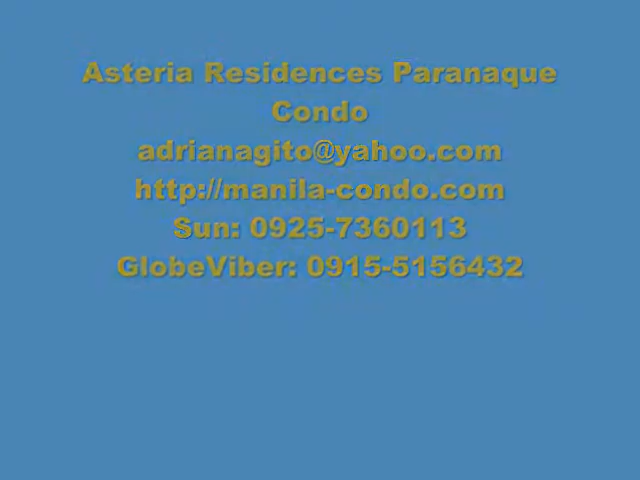 Asteria Residences Paranaque
Condo
adrianagito@yahoo.com
http://manila-condo.com
Sun: 0925-7360113
GlobeViber: 0915-5156432